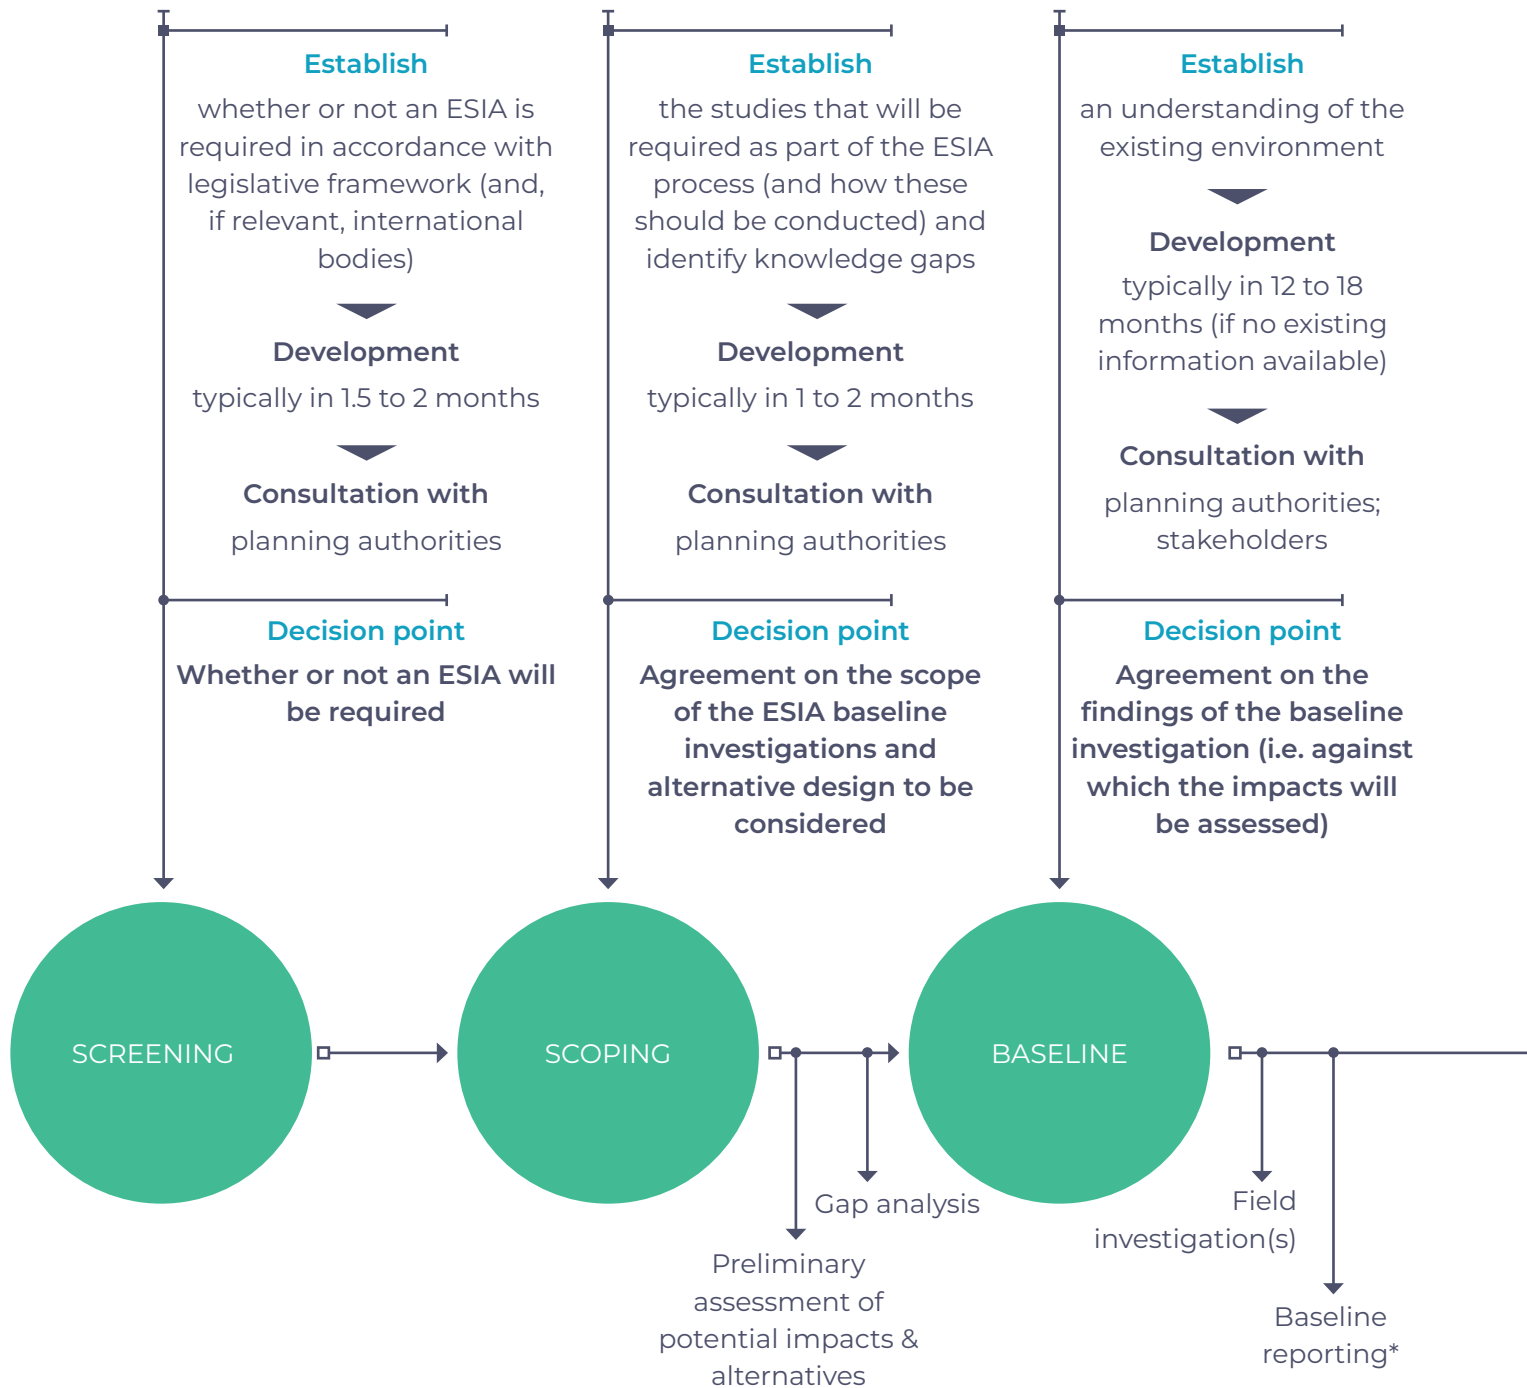 Establish
whether or not an ESIA is
required in accordance with
legislative framework (and,
if relevant, international
bodies)
Development
typically in 1.5 to 2 months
Consultation with
planning authorities
Decision point
Whether or not an ESIA will
be required
SCREENING
Establish
the studies that will be
required as part of the ESIA
process (and how these
should be conducted) and
identify knowledge gaps
Development
typically in 1 to 2 months
Consultation with
planning authorities
Decision point
Agreement on the scope
of the ESIA baseline
investigations and
alternative design to be
considered
SCOPING
Preliminary
assessment of
potential impacts &
alternatives
Gap analysis
Establish
an understanding of the
existing environment
Development
typically in 12 to 18
months (if no existing
information available)
Consultation with
planning authorities;
stakeholders
Decision point
Agreement on the
findings of the baseline
investigation (i.e. against
which the impacts will
be assessed)
BASELINE
Field
investigation(s)
Baseline
reporting*